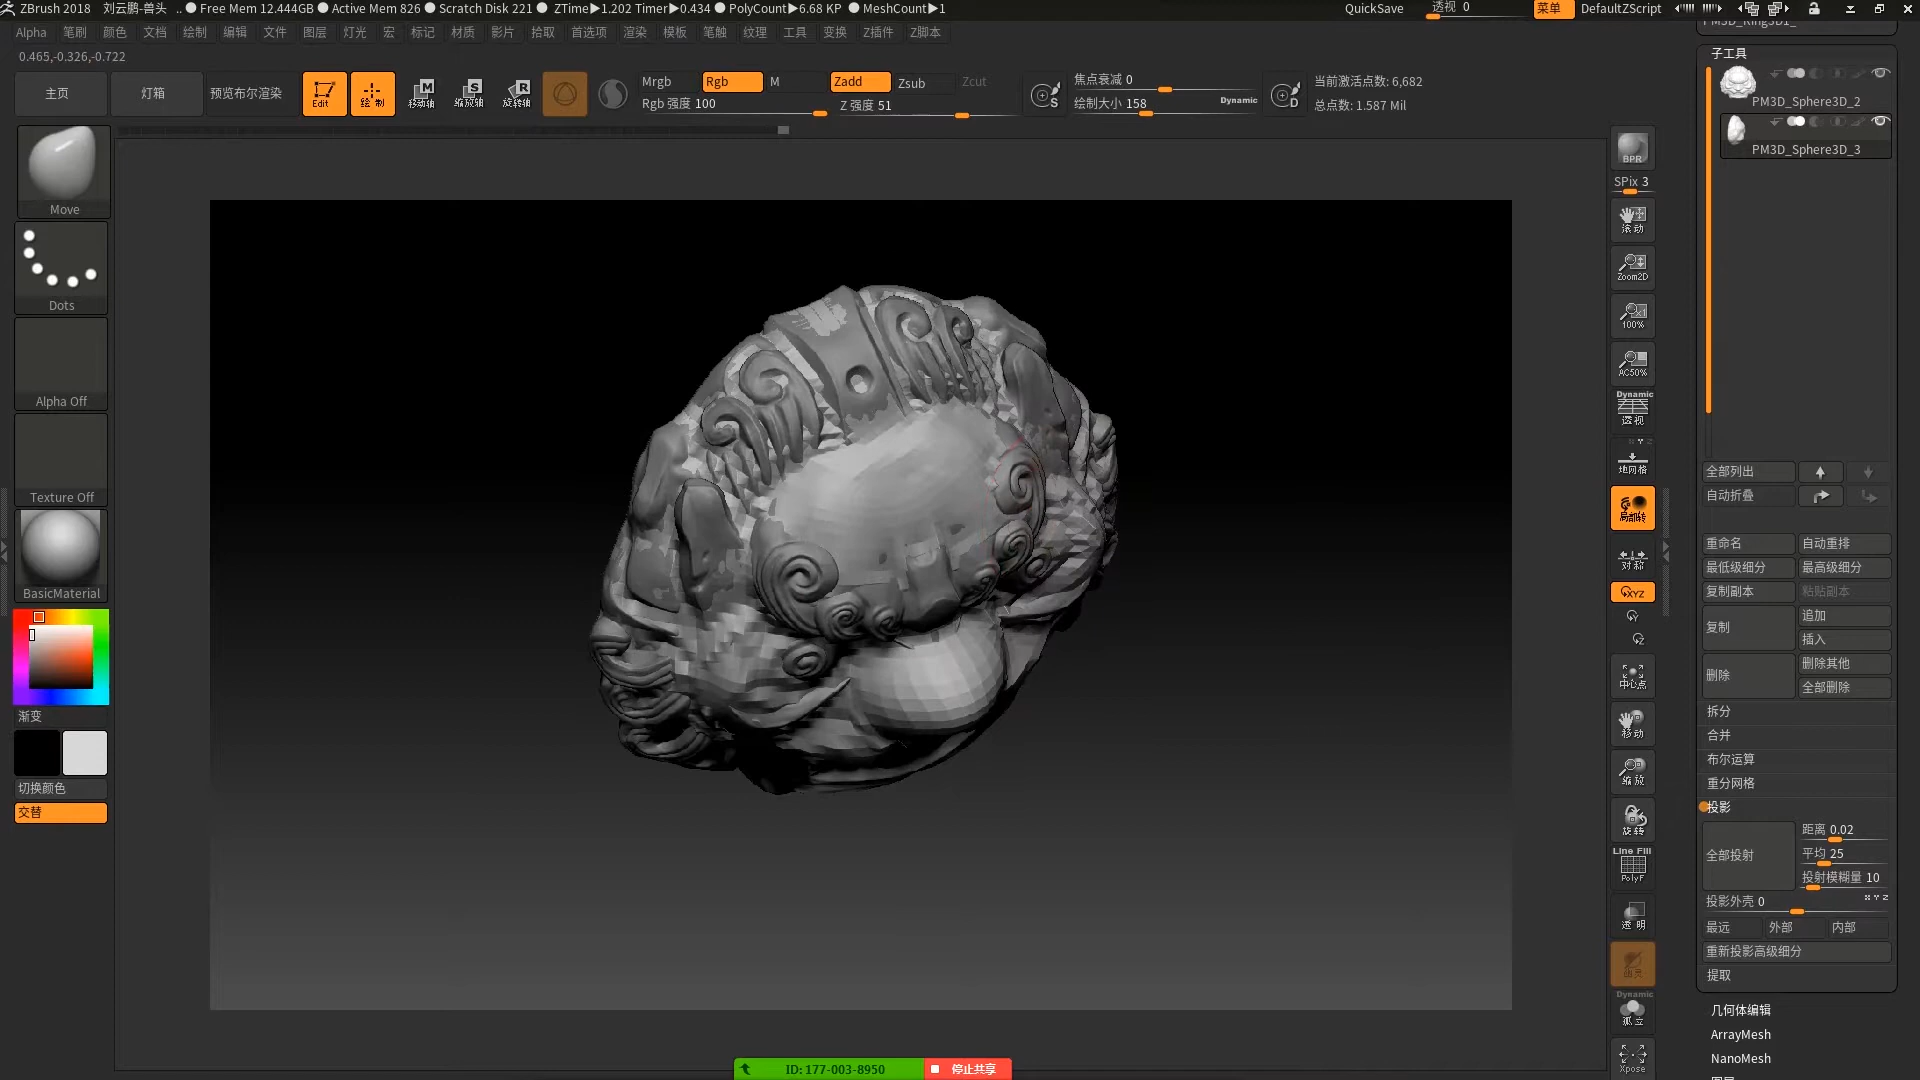 ZBrush 2018 刘云鹏-兽头 .. Free Mem 12.444GB Active Mem 826 Scratch Disk 221 ZTime▶1.202 Timer▶0.434 PolyCount▶6.68 KP MeshCount▶1 QuickSave 透视 0 菜单 DefaultZScript
Alpha 笔刷 颜色 文档 绘制 编辑 文件 图层 灯光 宏 标记 材质 影片 拾取 首选项 渲染 模板 笔触 纹理 工具 变换 Z插件 Z脚本
0.465,-0.326,-0.722
主页 灯箱 预览布尔渲染 Edit 绘制 移动轴 缩放轴 旋转轴
Mrgb Rgb M Zadd Zsub Zcut
Rgb 强度 100 Z 强度 51
焦点衰减 0
绘制大小 158 Dynamic
当前激活点数: 6,682
总点数: 1.587 Mil
Move
Dots
Alpha Off
Texture Off
BasicMaterial
渐变
切换颜色
交替
BPR
SPix 3
滚动
Zoom2D
100%
AC50%
Dynamic
透视
地网格
局部转
对称
XYZ
中心点
移动
缩放
旋转
Line Fill
PolyF
透明
Dynamic
孤立
Xpose
子工具
PM3D_Sphere3D_2
PM3D_Sphere3D_3
全部列出
自动折叠
重命名 自动重排
最低级细分 最高级细分
复制副本 粘贴副本
复制 追加
插入
删除 删除其他
全部删除
拆分
合并
布尔运算
重分网格
投影
全部投射 距离 0.02
平均 25
投射模糊量 10
投影外壳 0
最远 外部 内部
重新投影高级细分
提取
几何体编辑
ArrayMesh
NanoMesh
ID: 177-003-8950 停止共享